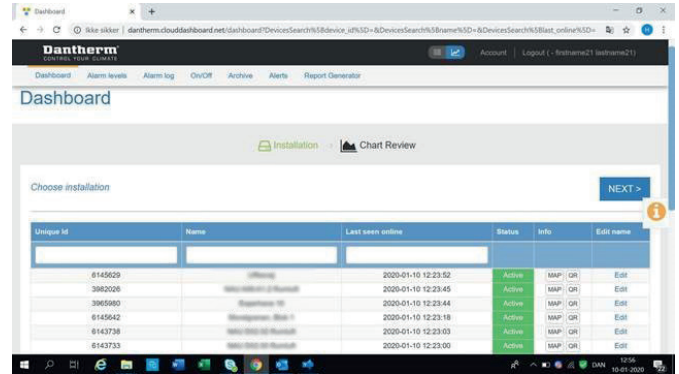 Dashboard
Ikke sikker | dantherm.clouddashboard.net/dashboard?DevicesSearch%5Bdevice_id%5D=&DevicesSearch%5Bname%5D=&DevicesSearch%5Blast_online%5D=
Dantherm
CONTROL YOUR CLIMATE
Account | Logout ( - firstname21 lastname21)
Dashboard Alarm levels Alarm log On/Off Archive Alerts Report Generator
Dashboard
Installation Chart Review
Choose installation NEXT >
Unique Id Name Last seen online Status Info Edit name
6145629 2020-01-10 12:23:52 Active MAP QR Edit
3982026 2020-01-10 12:23:45 Active MAP QR Edit
3965980 2020-01-10 12:23:44 Active MAP QR Edit
6145642 2020-01-10 12:23:18 Active MAP QR Edit
6143738 2020-01-10 12:23:03 Active MAP QR Edit
6143733 2020-01-10 12:23:00 Active MAP QR Edit
DAN 12:56
10-01-2020